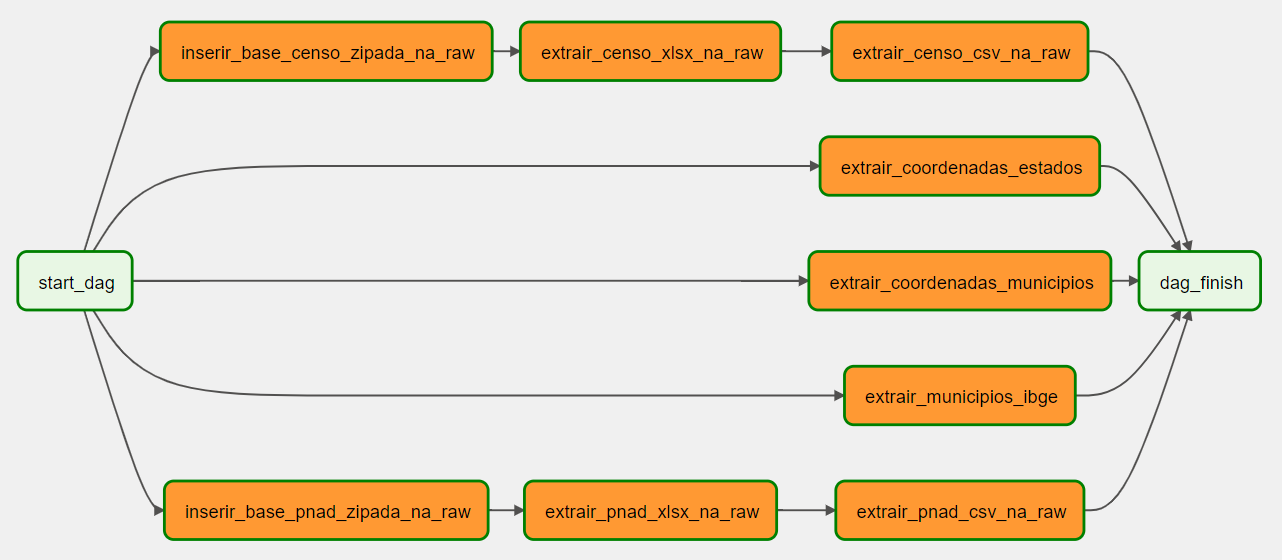 inserir_base_censo_zipada_na_raw
extrair_censo_xlsx_na_raw
extrair_censo_csv_na_raw
extrair_coordenadas_estados
start_dag
extrair_coordenadas_municipios
dag_finish
extrair_municipios_ibge
inserir_base_pnad_zipada_na_raw
extrair_pnad_xlsx_na_raw
extrair_pnad_csv_na_raw